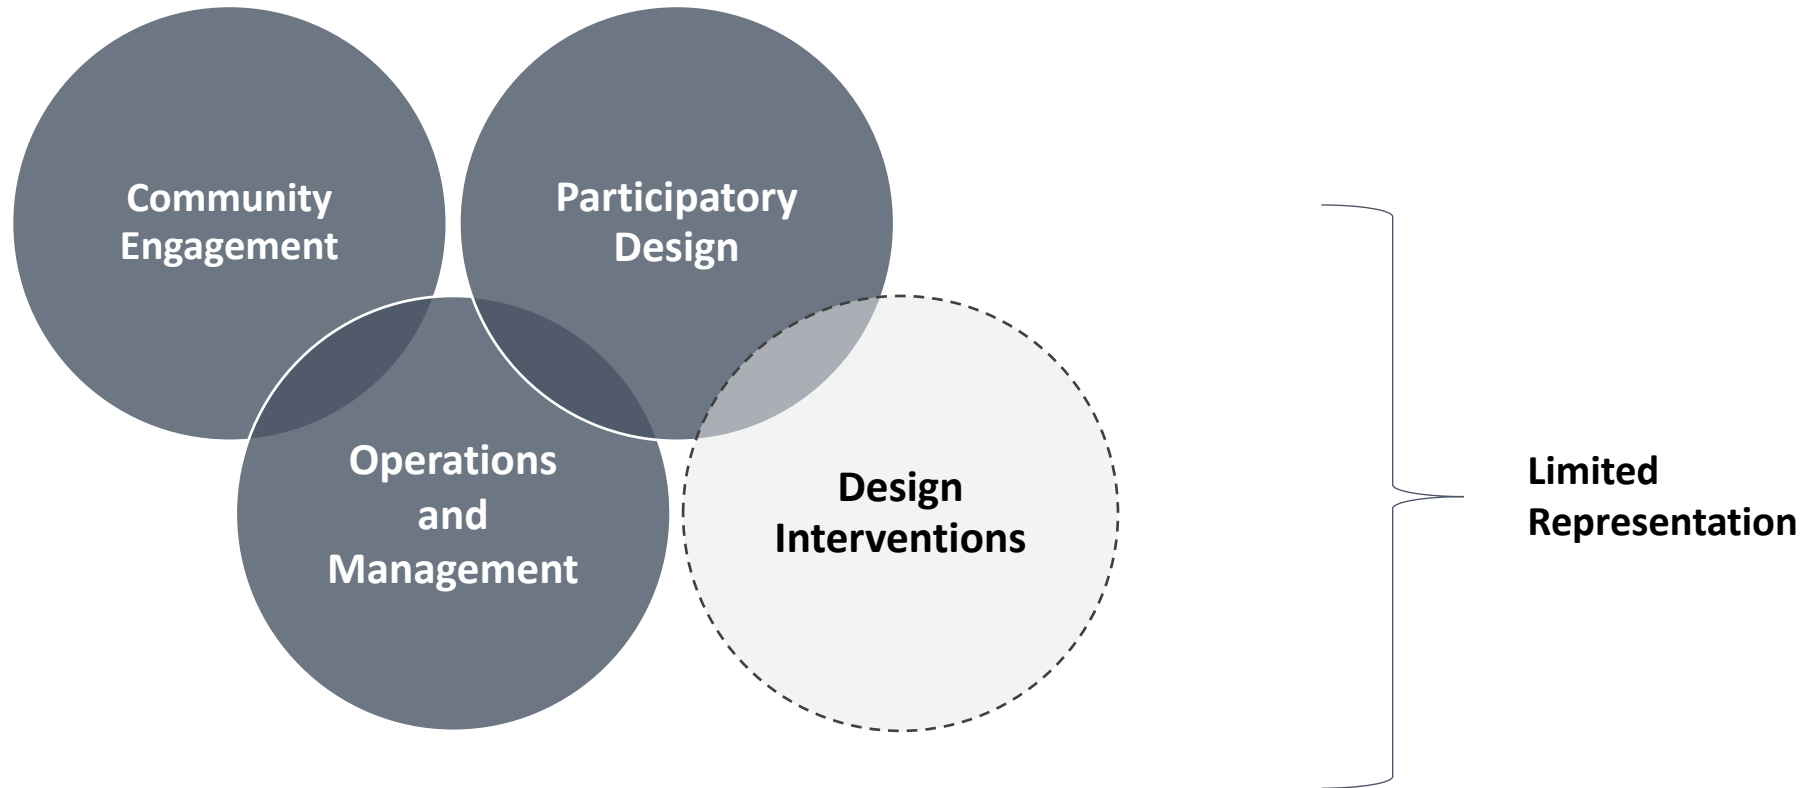 Community
Engagement
Participatory
Design
Operations
and
Management
Design
Interventions
Limited
Representation